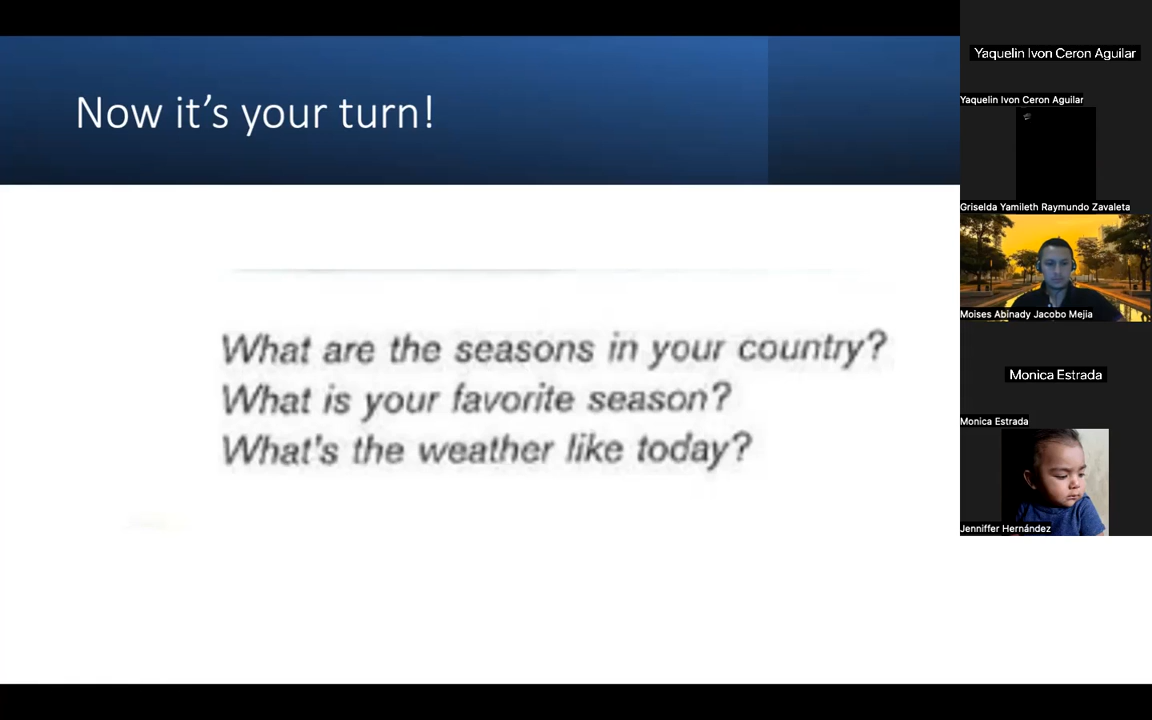 Now it's your turn!
What are the seasons in your country?
What is your favorite season?
What's the weather like today?
Yaquelin Ivon Ceron Aguilar
Yaquelin Ivon Ceron Aguilar
Griselda Yamileth Raymundo Zavaleta
Moises Abinady Jacobo Mejia
Monica Estrada
Monica Estrada
Jenniffer Hernández